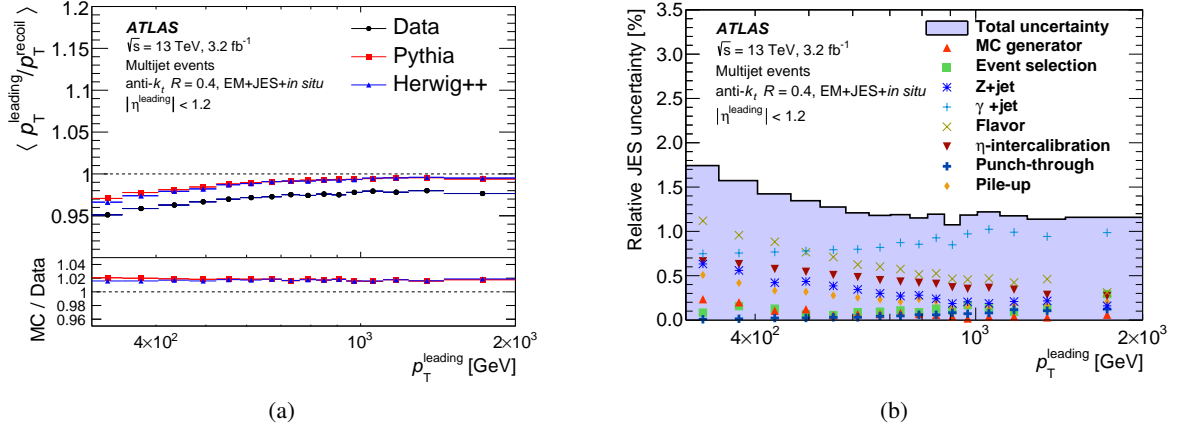 ATLAS
√s = 13 TeV, 3.2 fb⁻¹
Multijet events
anti-kₜ R = 0.4, EM+JES+in situ
|η^leading| < 1.2
Data
Pythia
Herwig++
⟨ p_T^leading/p_T^recoil ⟩
1.2
1.15
1.1
1.05
1
0.95
MC / Data
1.04
1.02
1.00
0.98
0.96
4×10²
10³
2×10³
p_T^leading [GeV]
(a)
ATLAS
√s = 13 TeV, 3.2 fb⁻¹
Multijet events
anti-kₜ R = 0.4, EM+JES+in situ
|η^leading| < 1.2
Total uncertainty
MC generator
Event selection
Z+jet
γ +jet
Flavor
η-intercalibration
Punch-through
Pile-up
Relative JES uncertainty [%]
3.5
3.0
2.5
2.0
1.5
1.0
0.5
0.0
4×10²
10³
2×10³
p_T^leading [GeV]
(b)